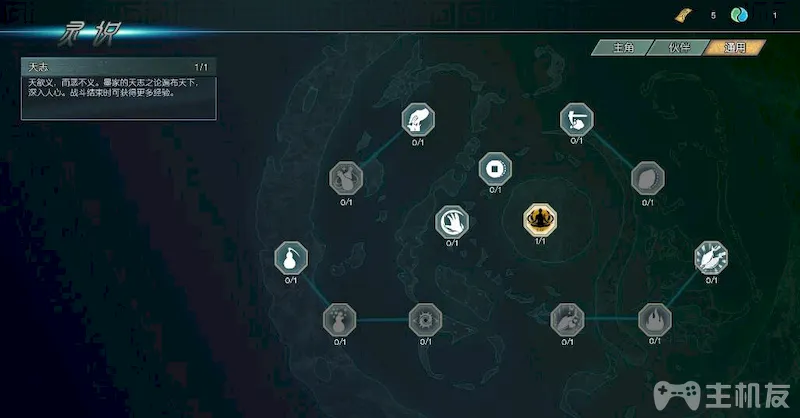 灵识
5
1
主角
伙伴
通用
天志
1/1
天欲义，而恶不义。墨家的天志之论遍布天下，
深入人心。战斗结束时可获得更多经验。
0/1
0/1
0/1
0/1
0/1
0/1
1/1
0/1
0/1
0/1
0/1
0/1
0/1
主机友